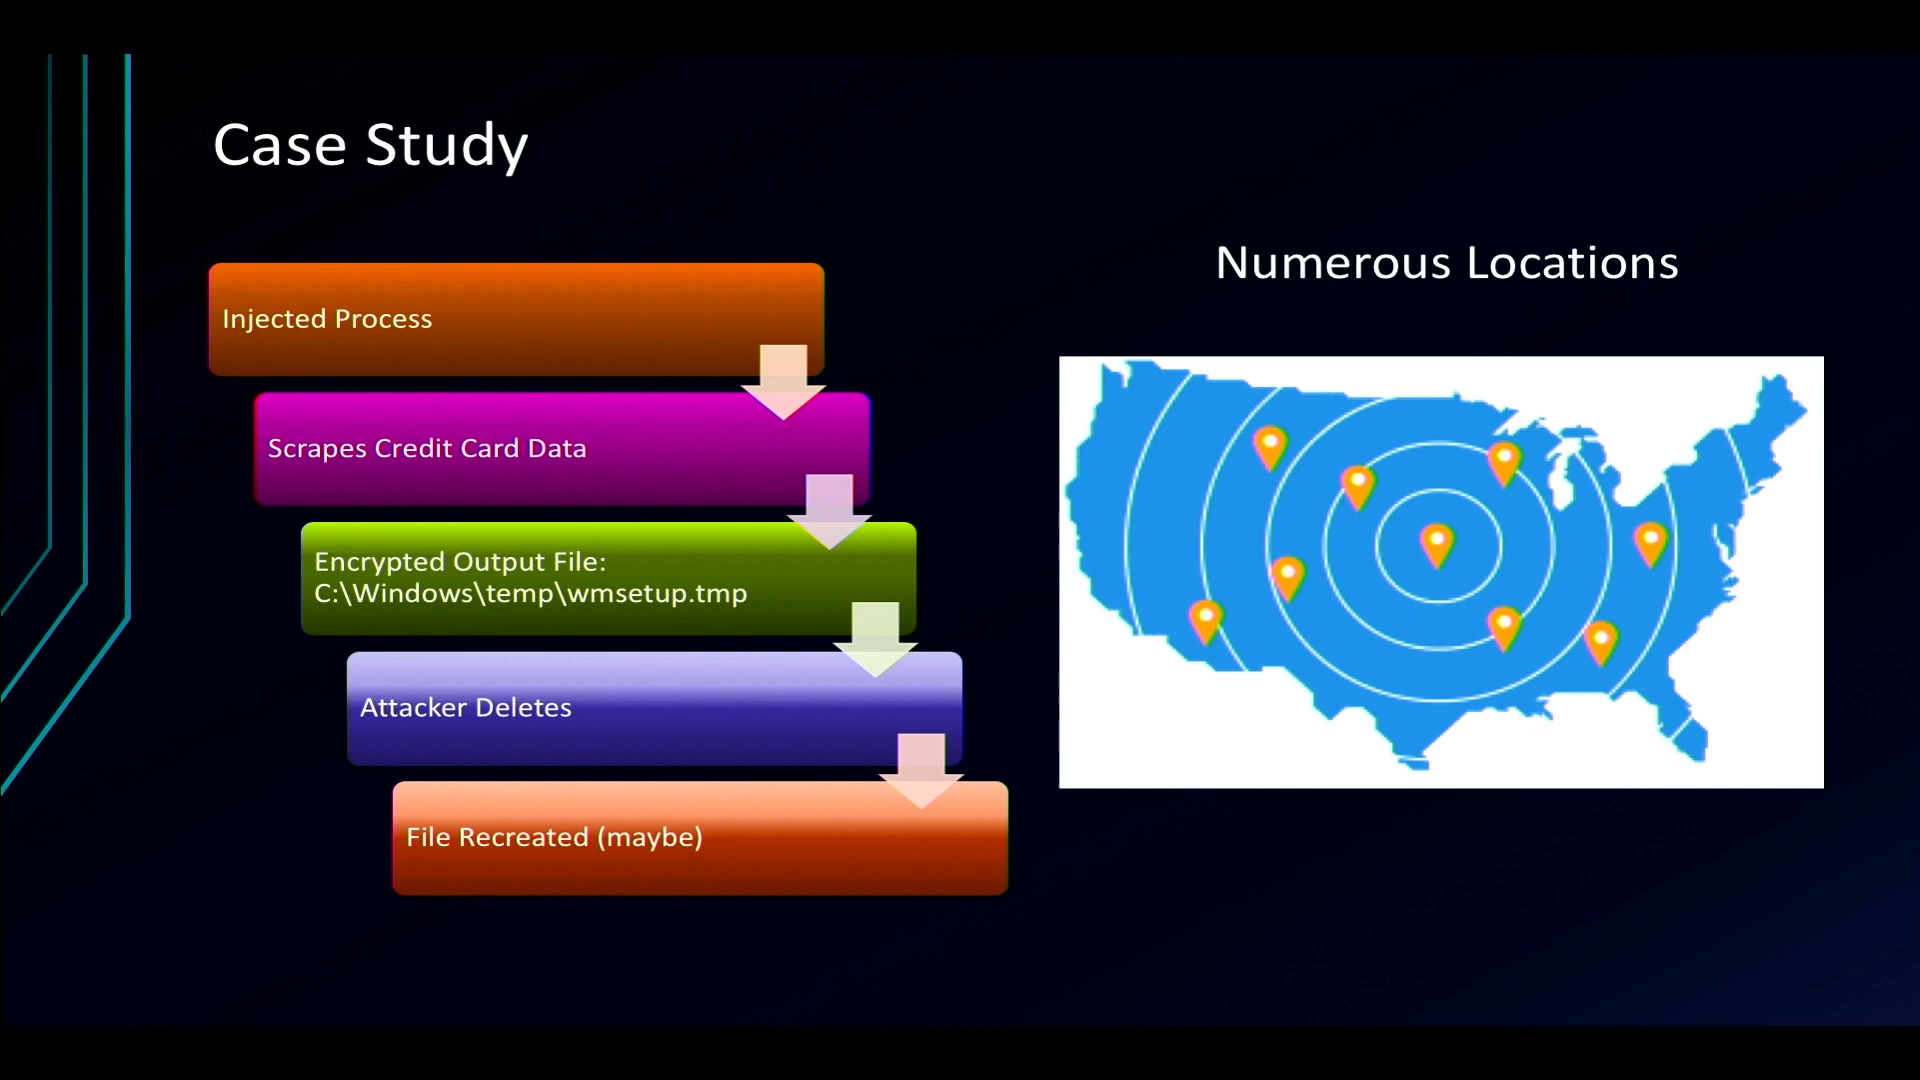 Case Study
Numerous Locations
Injected Process
Scrapes Credit Card Data
Encrypted Output File:
C:\Windows\temp\wmsetup.tmp
Attacker Deletes
File Recreated (maybe)